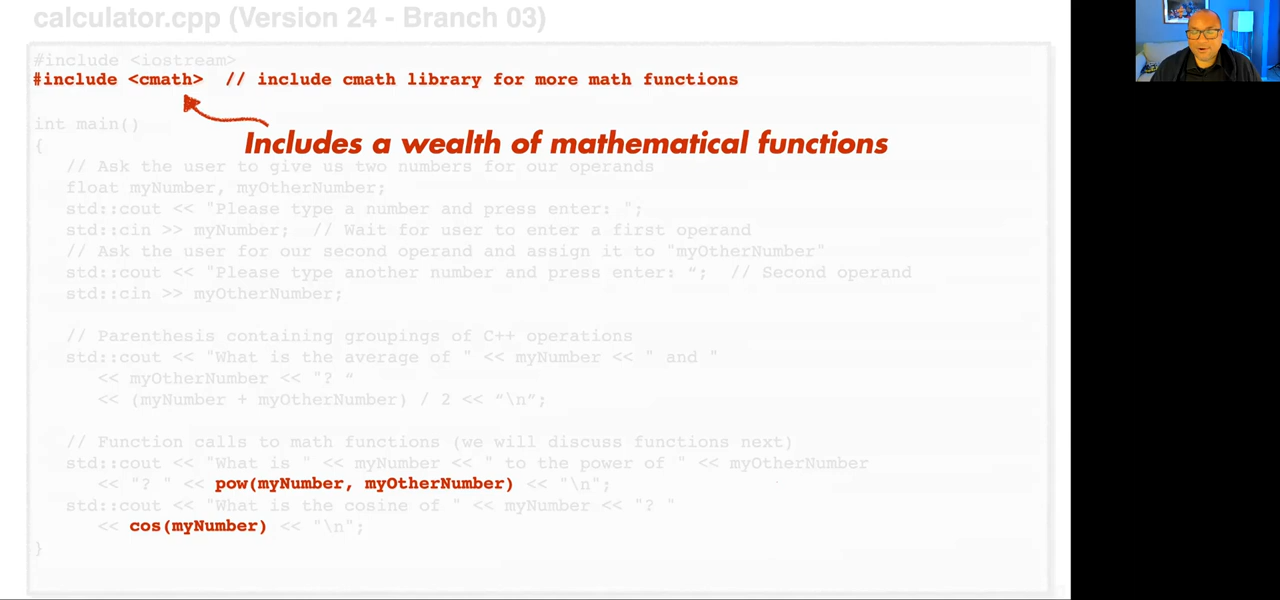 calculator.cpp (Version 24 - Branch 03)
#include <iostream>
#include <cmath>  // include cmath library for more math functions
Includes a wealth of mathematical functions
int main()
{
   // Ask the user to give us two numbers for our operands
   float myNumber, myOtherNumber;
   std::cout << "Please type a number and press enter: ";
   std::cin >> myNumber;  // Wait for user to enter a first operand
   // Ask the user for our second operand and assign it to "myOtherNumber"
   std::cout << "Please type another number and press enter: “;  // Second operand
   std::cin >> myOtherNumber;
   // Parenthesis containing groupings of C++ operations
   std::cout << "What is the average of " << myNumber << " and "
      << myOtherNumber << "? “
      << (myNumber + myOtherNumber) / 2 << “\n”;
   // Function calls to math functions (we will discuss functions next)
   std::cout << "What is " << myNumber << " to the power of " << myOtherNumber
      << "? " << pow(myNumber, myOtherNumber) << "\n";
   std::cout << "What is the cosine of " << myNumber << "? "
      << cos(myNumber) << "\n";
}